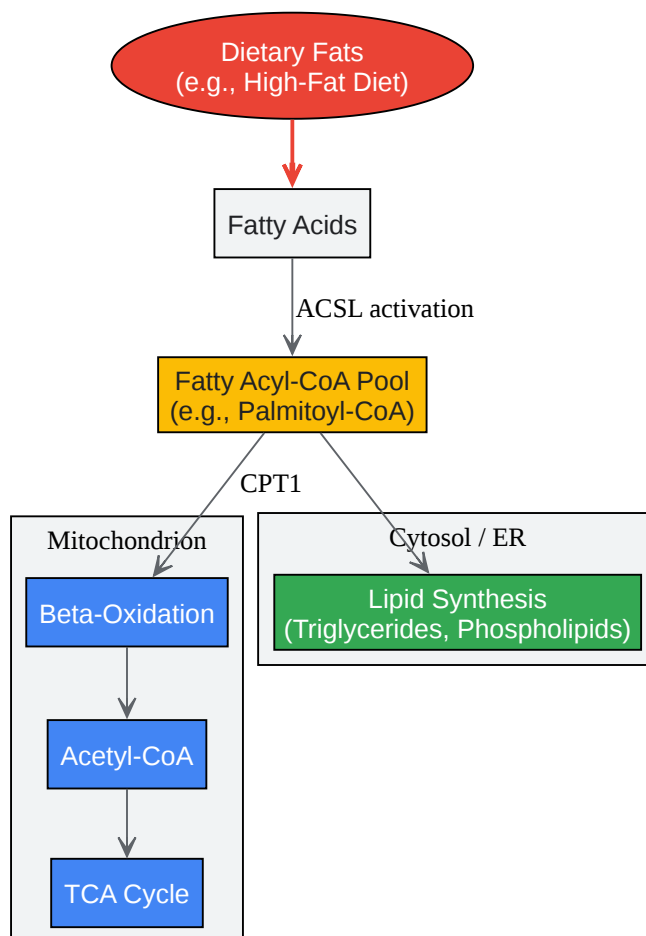 Dietary Fats
(e.g., High-Fat Diet)
Fatty Acids
ACSL activation
Fatty Acyl-CoA Pool
(e.g., Palmitoyl-CoA)
CPT1
Mitochondrion
Cytosol / ER
Beta-Oxidation
Lipid Synthesis
(Triglycerides, Phospholipids)
Acetyl-CoA
TCA Cycle